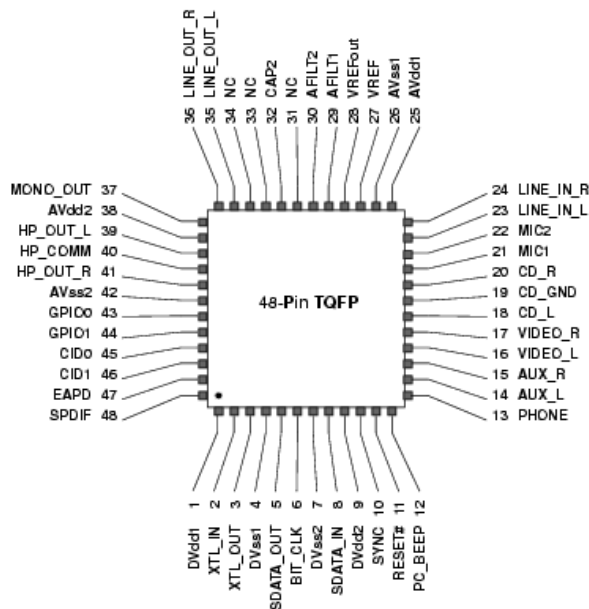 36 LINE_OUT_R
35 LINE_OUT_L
34 NC
33 NC
32 CAP2
31 NC
30 AFILT2
29 AFILT1
28 VREFout
27 VREF
26 AVss1
25 AVdd1
MONO_OUT 37
AVdd2 38
HP_OUT_L 39
HP_COMM 40
HP_OUT_R 41
AVss2 42
GPIO0 43
GPIO1 44
CID0 45
CID1 46
EAPD 47
SPDIF 48
48-Pin TQFP
24 LINE_IN_R
23 LINE_IN_L
22 MIC2
21 MIC1
20 CD_R
19 CD_GND
18 CD_L
17 VIDEO_R
16 VIDEO_L
15 AUX_R
14 AUX_L
13 PHONE
DVdd1 1
XTL_IN 2
XTL_OUT 3
DVss1 4
SDATA_OUT 5
BIT_CLK 6
DVss2 7
SDATA_IN 8
DVdd2 9
SYNC 10
RESET# 11
PC_BEEP 12